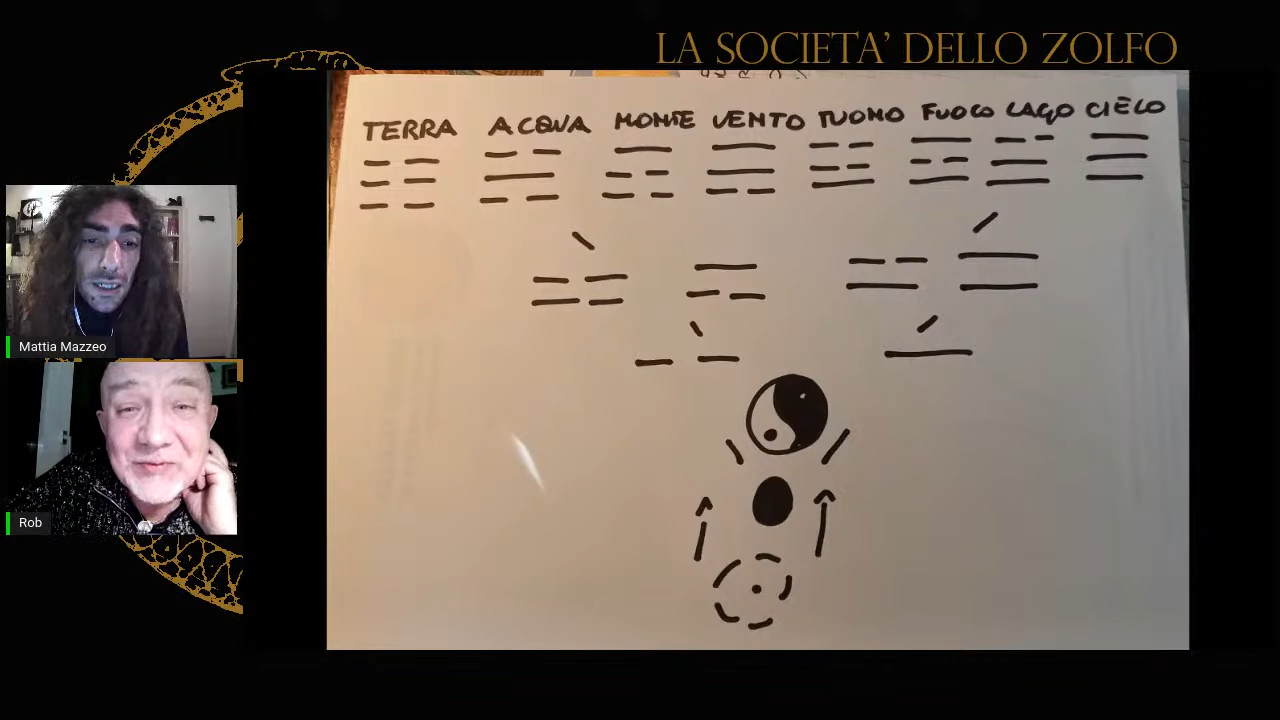 LA SOCIETA' DELLO ZOLFO
TERRA ACQUA MONTE VENTO TUONO FUOCO LAGO CIELO
Mattia Mazzeo
Rob